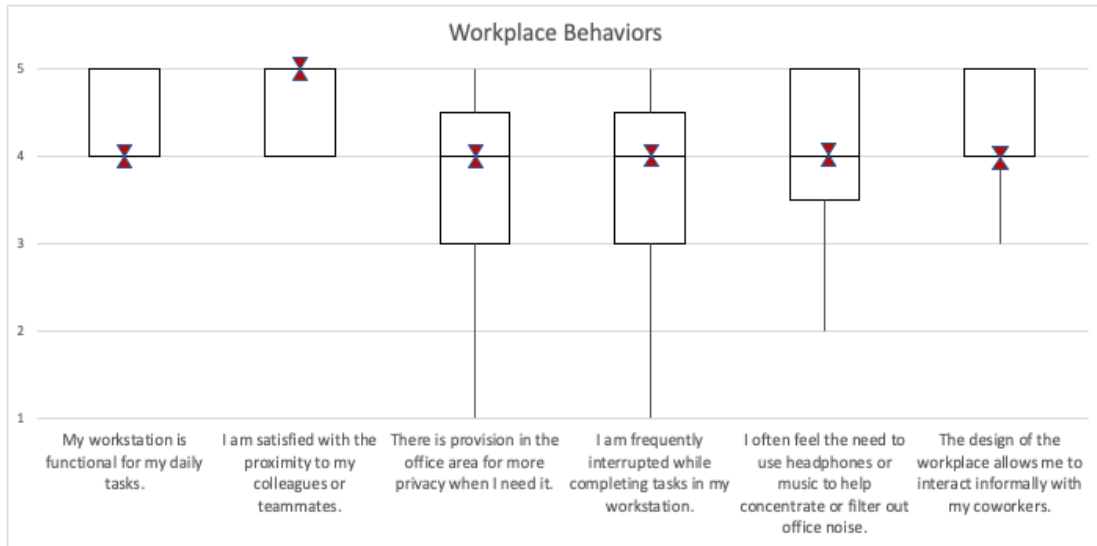 Workplace Behaviors
5
4
3
2
1
My workstation is
functional for my daily
tasks.
I am satisfied with the
proximity to my
colleagues or
teammates.
There is provision in the
office area for more
privacy when I need it.
I am frequently
interrupted while
completing tasks in my
workstation.
I often feel the need to
use headphones or
music to help
concentrate or filter out
office noise.
The design of the
workplace allows me to
interact informally with
my coworkers.